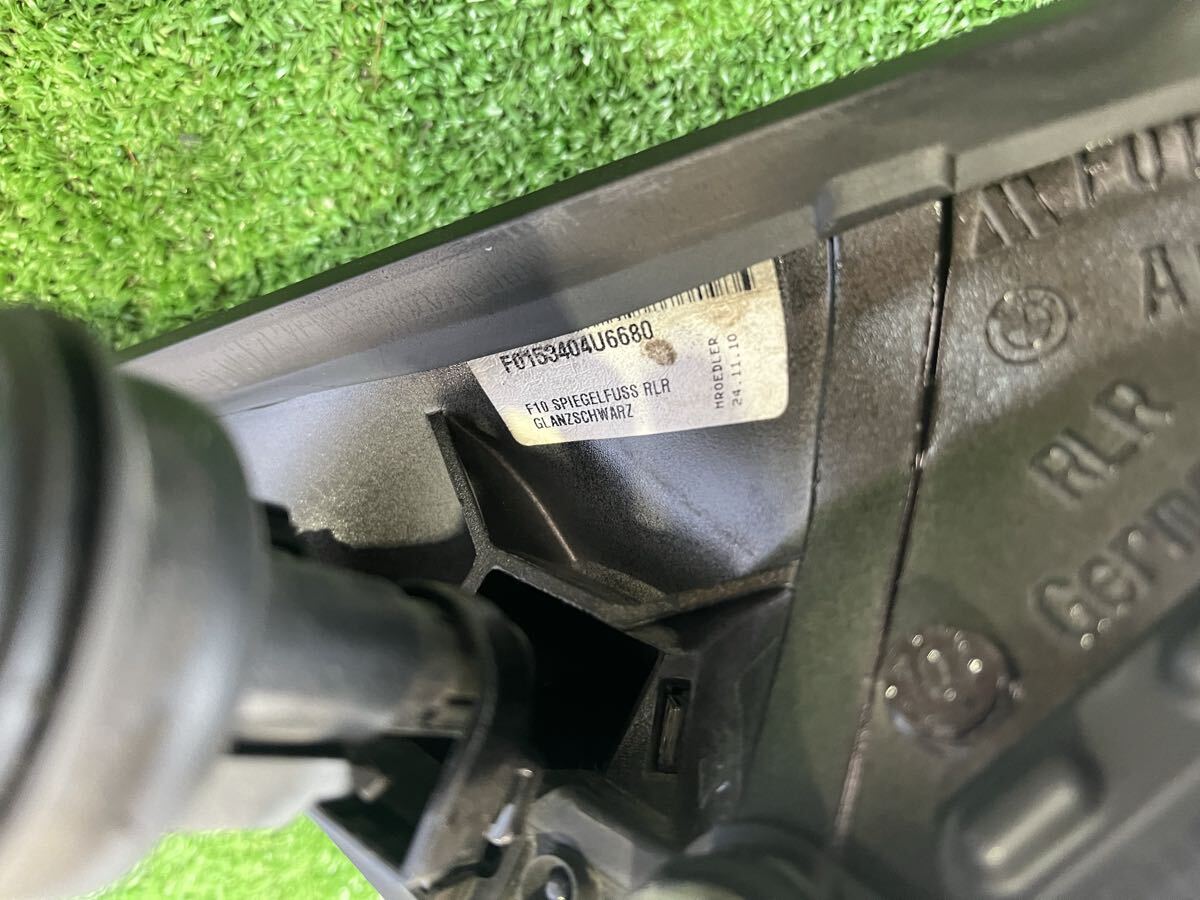 F0153404U6680
F10 SPIEGELFUSS RLR
GLANZSCHWARZ
MROEDLER
24.11.10
RLR